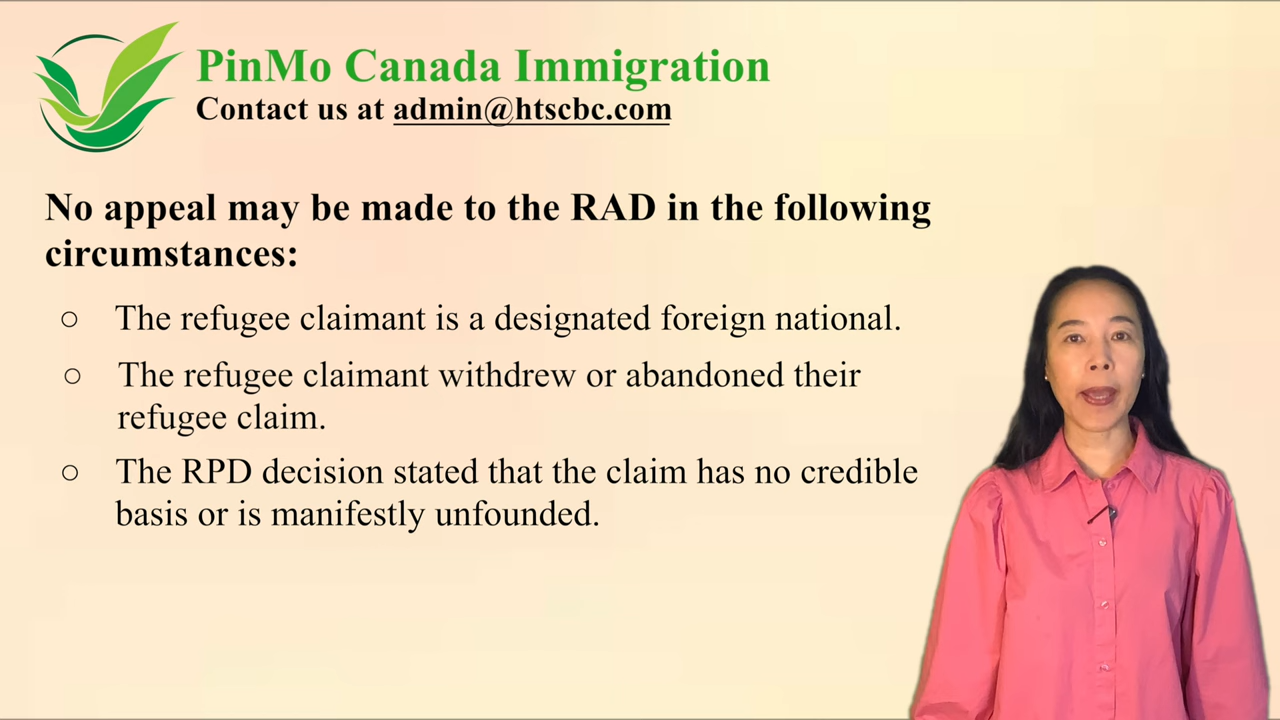 PinMo Canada Immigration
Contact us at admin@htscbc.com
No appeal may be made to the RAD in the following
circumstances:
○ The refugee claimant is a designated foreign national.
○ The refugee claimant withdrew or abandoned their
refugee claim.
○ The RPD decision stated that the claim has no credible
basis or is manifestly unfounded.